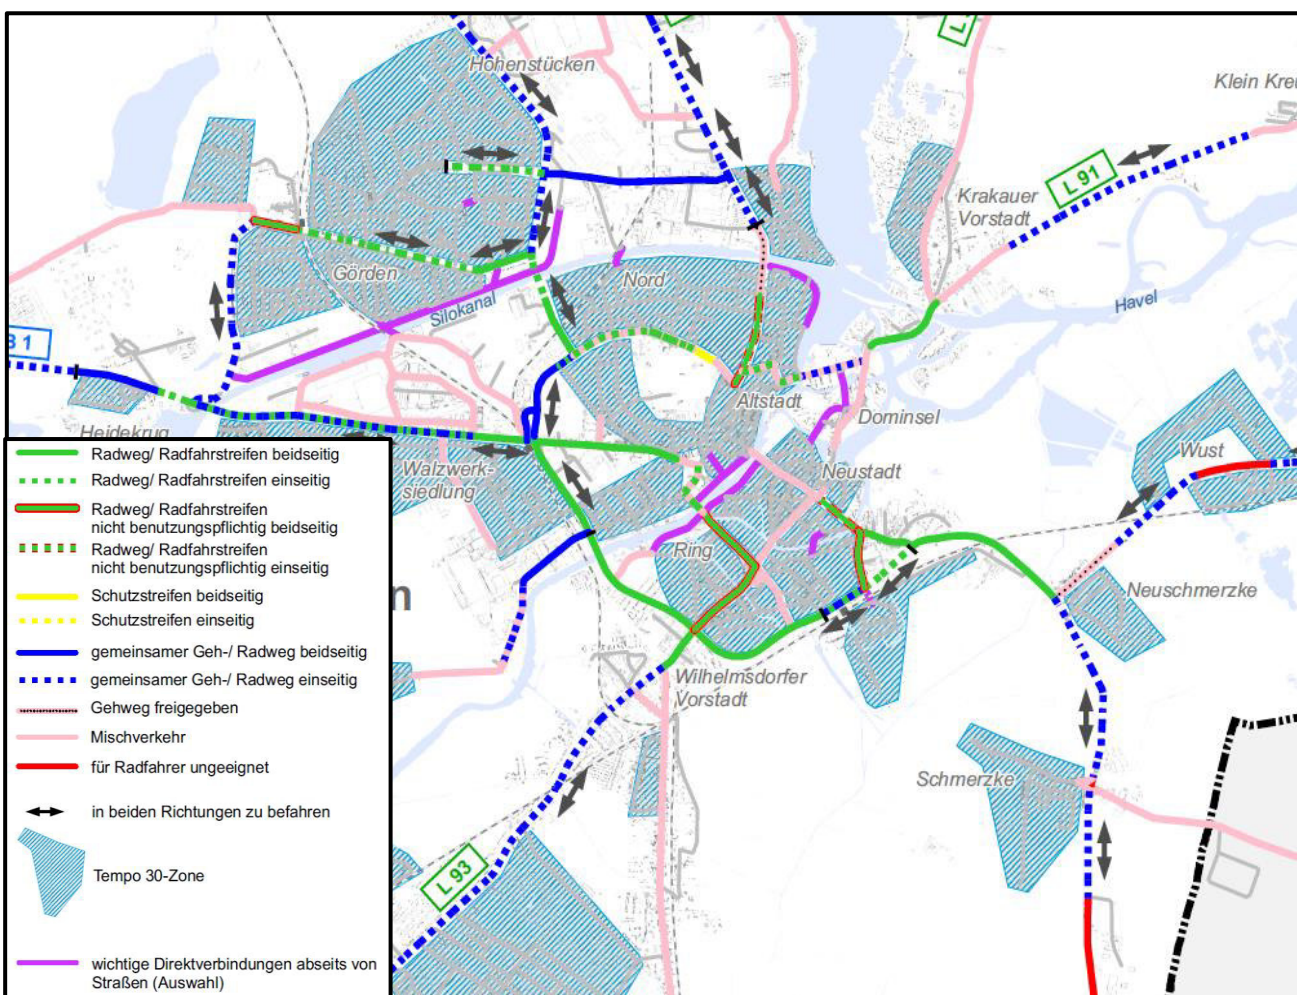 Hohenstücken
Klein Kreu
L 91
Krakauer
Vorstadt
Görden
Nord
Silokanal
Havel
B 1
Altstadt
Dominsel
Heidekrug
Walzwerk-
siedlung
Neustadt
Wust
Ring
n
Neuschmerzke
Wilhelmsdorfer
Vorstadt
Schmerzke
L 93
Radweg/ Radfahrstreifen beidseitig
Radweg/ Radfahrstreifen einseitig
Radweg/ Radfahrstreifen
nicht benutzungspflichtig beidseitig
Radweg/ Radfahrstreifen
nicht benutzungspflichtig einseitig
Schutzstreifen beidseitig
Schutzstreifen einseitig
gemeinsamer Geh-/ Radweg beidseitig
gemeinsamer Geh-/ Radweg einseitig
Gehweg freigegeben
Mischverkehr
für Radfahrer ungeeignet
in beiden Richtungen zu befahren
Tempo 30-Zone
wichtige Direktverbindungen abseits von
Straßen (Auswahl)